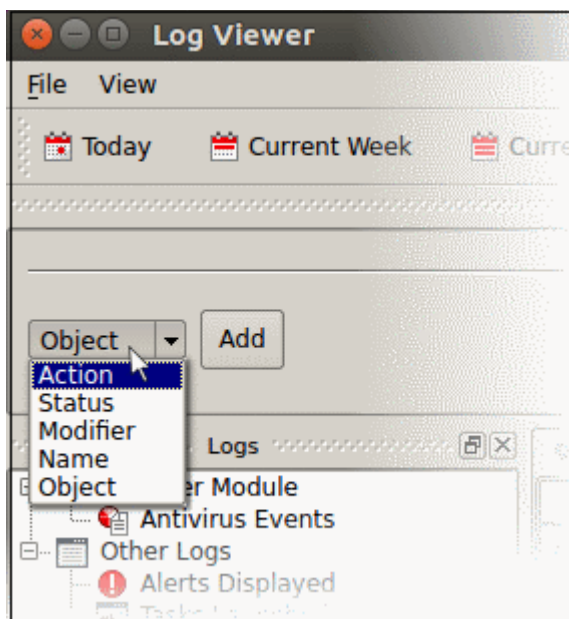 Log Viewer
File View
Today Current Week Curre
Object Add
Action
Status
Modifier
Name
Object
Logs
er Module
Antivirus Events
Other Logs
Alerts Displayed